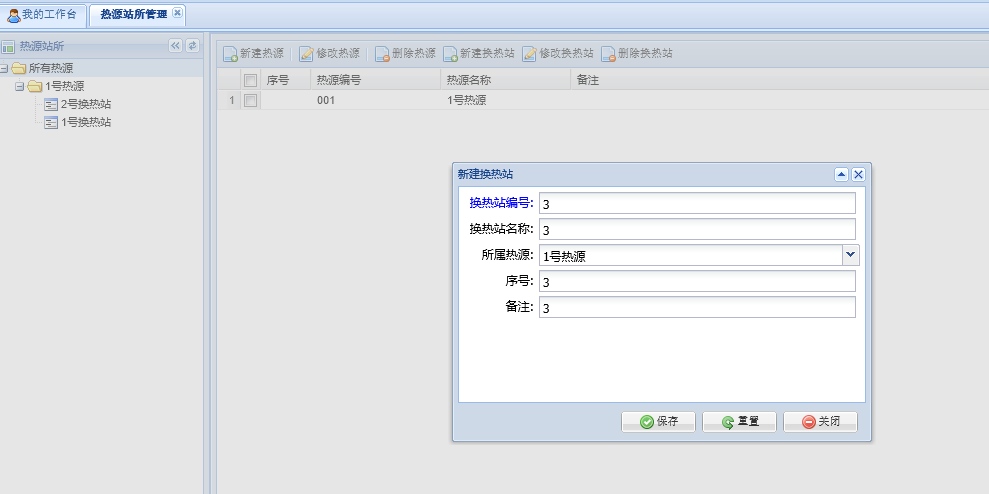 我的工作台 热源站所管理
热源站所
新建热源 修改热源 删除热源 新建换热站 修改换热站 删除换热站
所有热源
1号热源
2号换热站
1号换热站
序号 热源编号 热源名称 备注
1 001 1号热源
新建换热站
换热站编号: 3
换热站名称: 3
所属热源: 1号热源
序号: 3
备注: 3
保存 重置 关闭